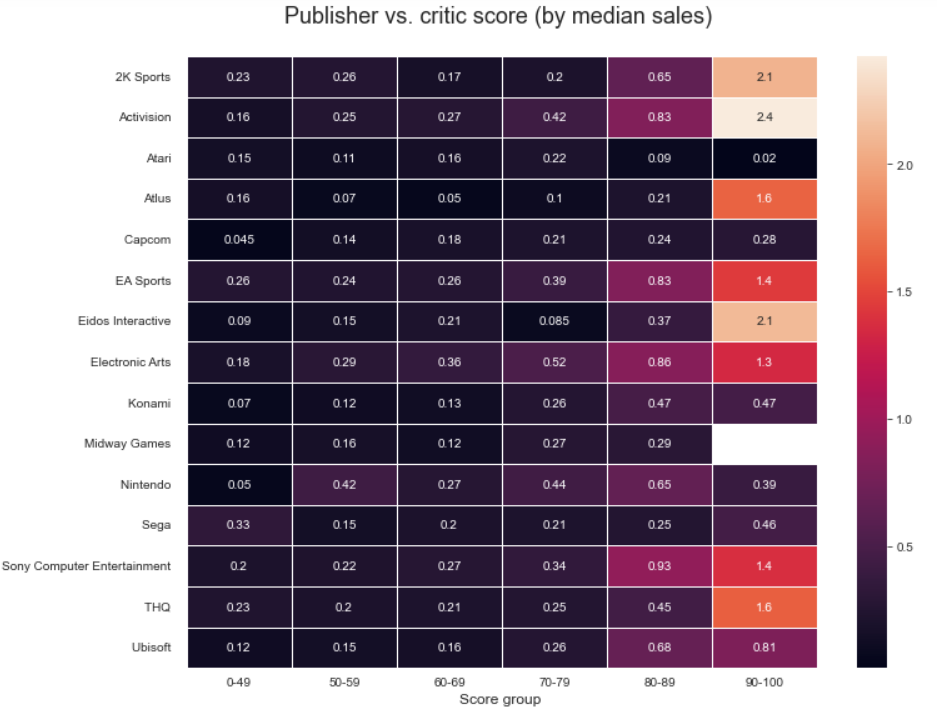 Publisher vs. critic score (by median sales)
2K Sports 0.23 0.26 0.17 0.2 0.65 2.1
Activision 0.16 0.25 0.27 0.42 0.83 2.4
Atari 0.15 0.11 0.16 0.22 0.09 0.02
2.0
Atlus 0.16 0.07 0.05 0.1 0.21 1.6
Capcom 0.045 0.14 0.18 0.21 0.24 0.28
EA Sports 0.26 0.24 0.26 0.39 0.83 1.4
1.5
Eidos Interactive 0.09 0.15 0.21 0.085 0.37 2.1
Electronic Arts 0.18 0.29 0.36 0.52 0.86 1.3
Konami 0.07 0.12 0.13 0.26 0.47 0.47
1.0
Midway Games 0.12 0.16 0.12 0.27 0.29
Nintendo 0.05 0.42 0.27 0.44 0.65 0.39
Sega 0.33 0.15 0.2 0.21 0.25 0.46
0.5
Sony Computer Entertainment 0.2 0.22 0.27 0.34 0.93 1.4
THQ 0.23 0.2 0.21 0.25 0.45 1.6
Ubisoft 0.12 0.15 0.16 0.26 0.68 0.81
0-49 50-59 60-69 70-79 80-89 90-100
Score group